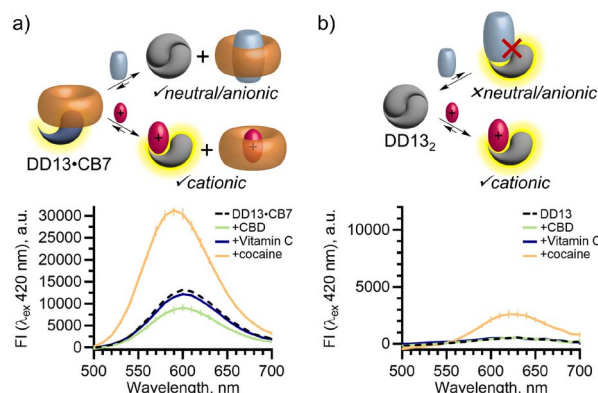 a)
+
✓neutral/anionic
+
+
+
DD13•CB7
✓cationic
FI (λex 420 nm), a.u.
30000
25000
20000
15000
10000
5000
0
500
550
600
650
700
Wavelength, nm
DD13•CB7
+CBD
+Vitamin C
+cocaine
b)
×neutral/anionic
+
+
DD13₂
✓cationic
FI (λex 420 nm), a.u.
10000
5000
0
500
550
600
650
700
Wavelength, nm
DD13
+CBD
+Vitamin C
+cocaine